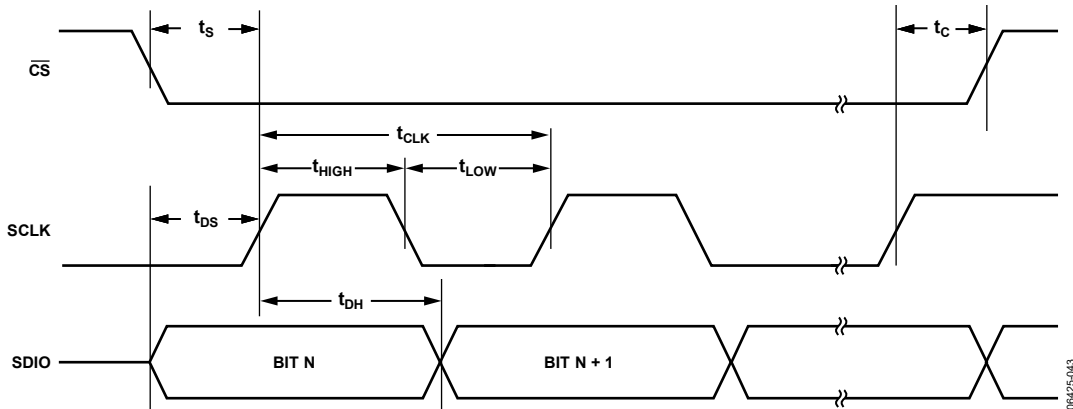 tS
tC
CS
tCLK
tHIGH
tLOW
tDS
SCLK
tDH
SDIO
BIT N
BIT N + 1
06425-043